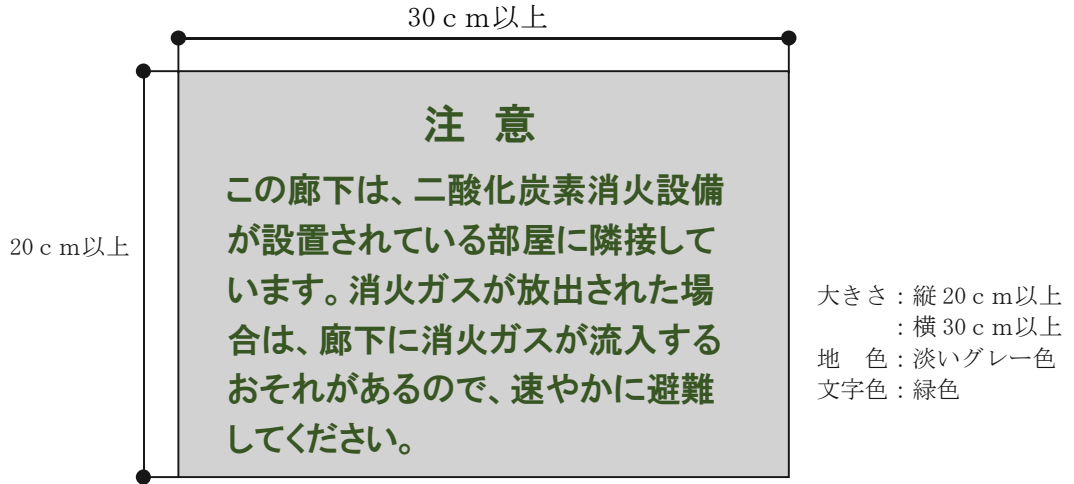 30ｃｍ以上
注 意
この廊下は、二酸化炭素消火設備
が設置されている部屋に隣接して
います。消火ガスが放出された場
合は、廊下に消火ガスが流入する
おそれがあるので、速やかに避難
してください。
20ｃｍ以上
大きさ：縦20ｃｍ以上
：横30ｃｍ以上
地　色：淡いグレー色
文字色：緑色